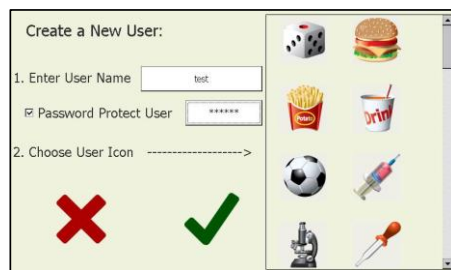 Create a New User:
1. Enter User Name test
Password Protect User ******
2. Choose User Icon ------------------->
Potato
Drink